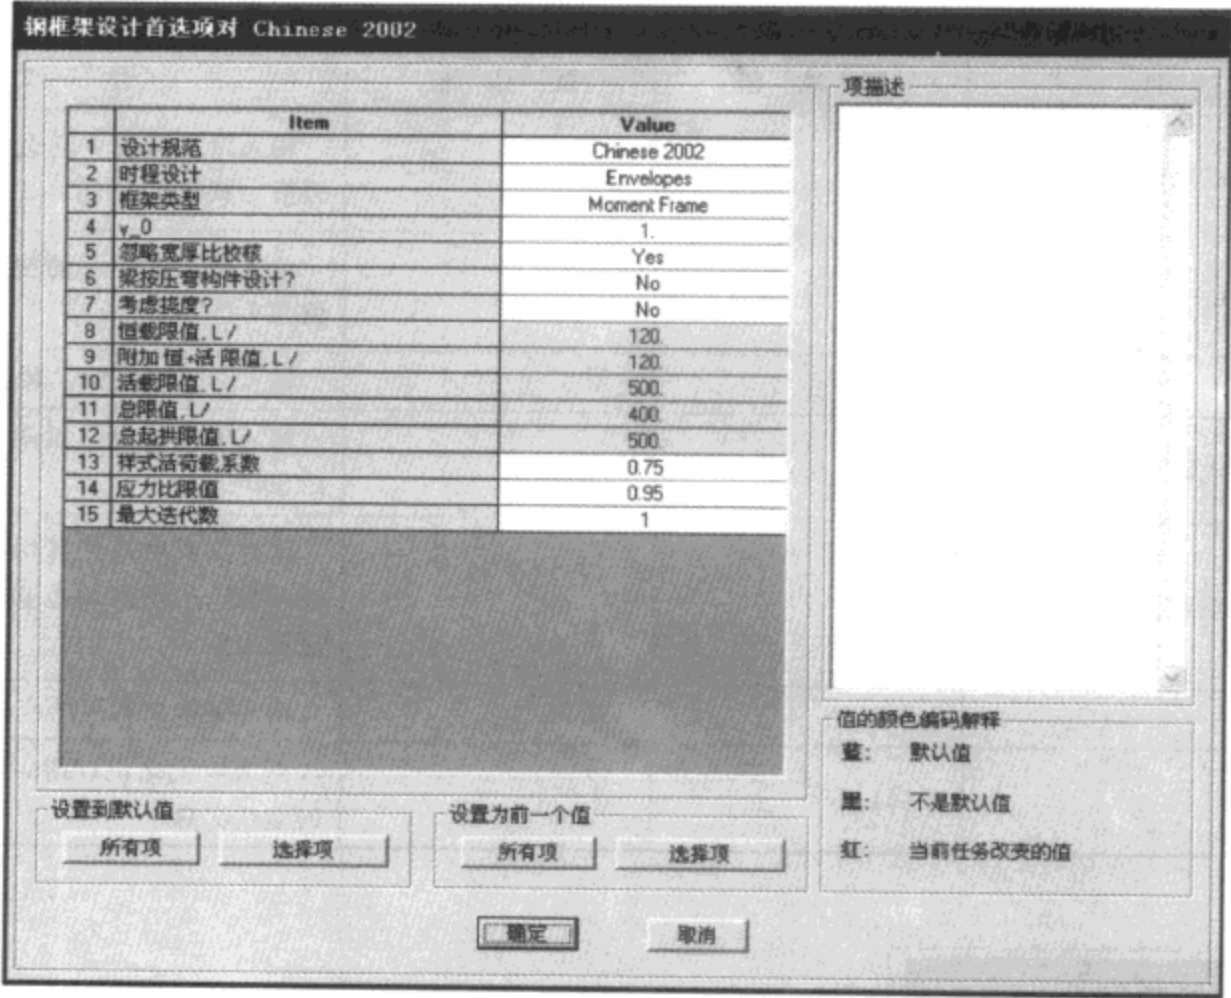 钢框架设计首选项对 Chinese 2002
项描述
Item Value
1 设计规范 Chinese 2002
2 时程设计 Envelopes
3 框架类型 Moment Frame
4 γ_0 1.
5 忽略宽厚比校核 Yes
6 梁按压弯构件设计? No
7 考虑挠度? No
8 恒载限值, L / 120.
9 附加 恒+活 限值, L / 120.
10 活载限值, L / 500.
11 总限值, L/ 400.
12 总起拱限值, L/ 500.
13 样式活荷载系数 0.75
14 应力比限值 0.95
15 最大迭代数 1
值的颜色编码解释
蓝: 默认值
黑: 不是默认值
红: 当前任务改变的值
设置到默认值
所有项 选择项
设置为前一个值
所有项 选择项
确定 取消